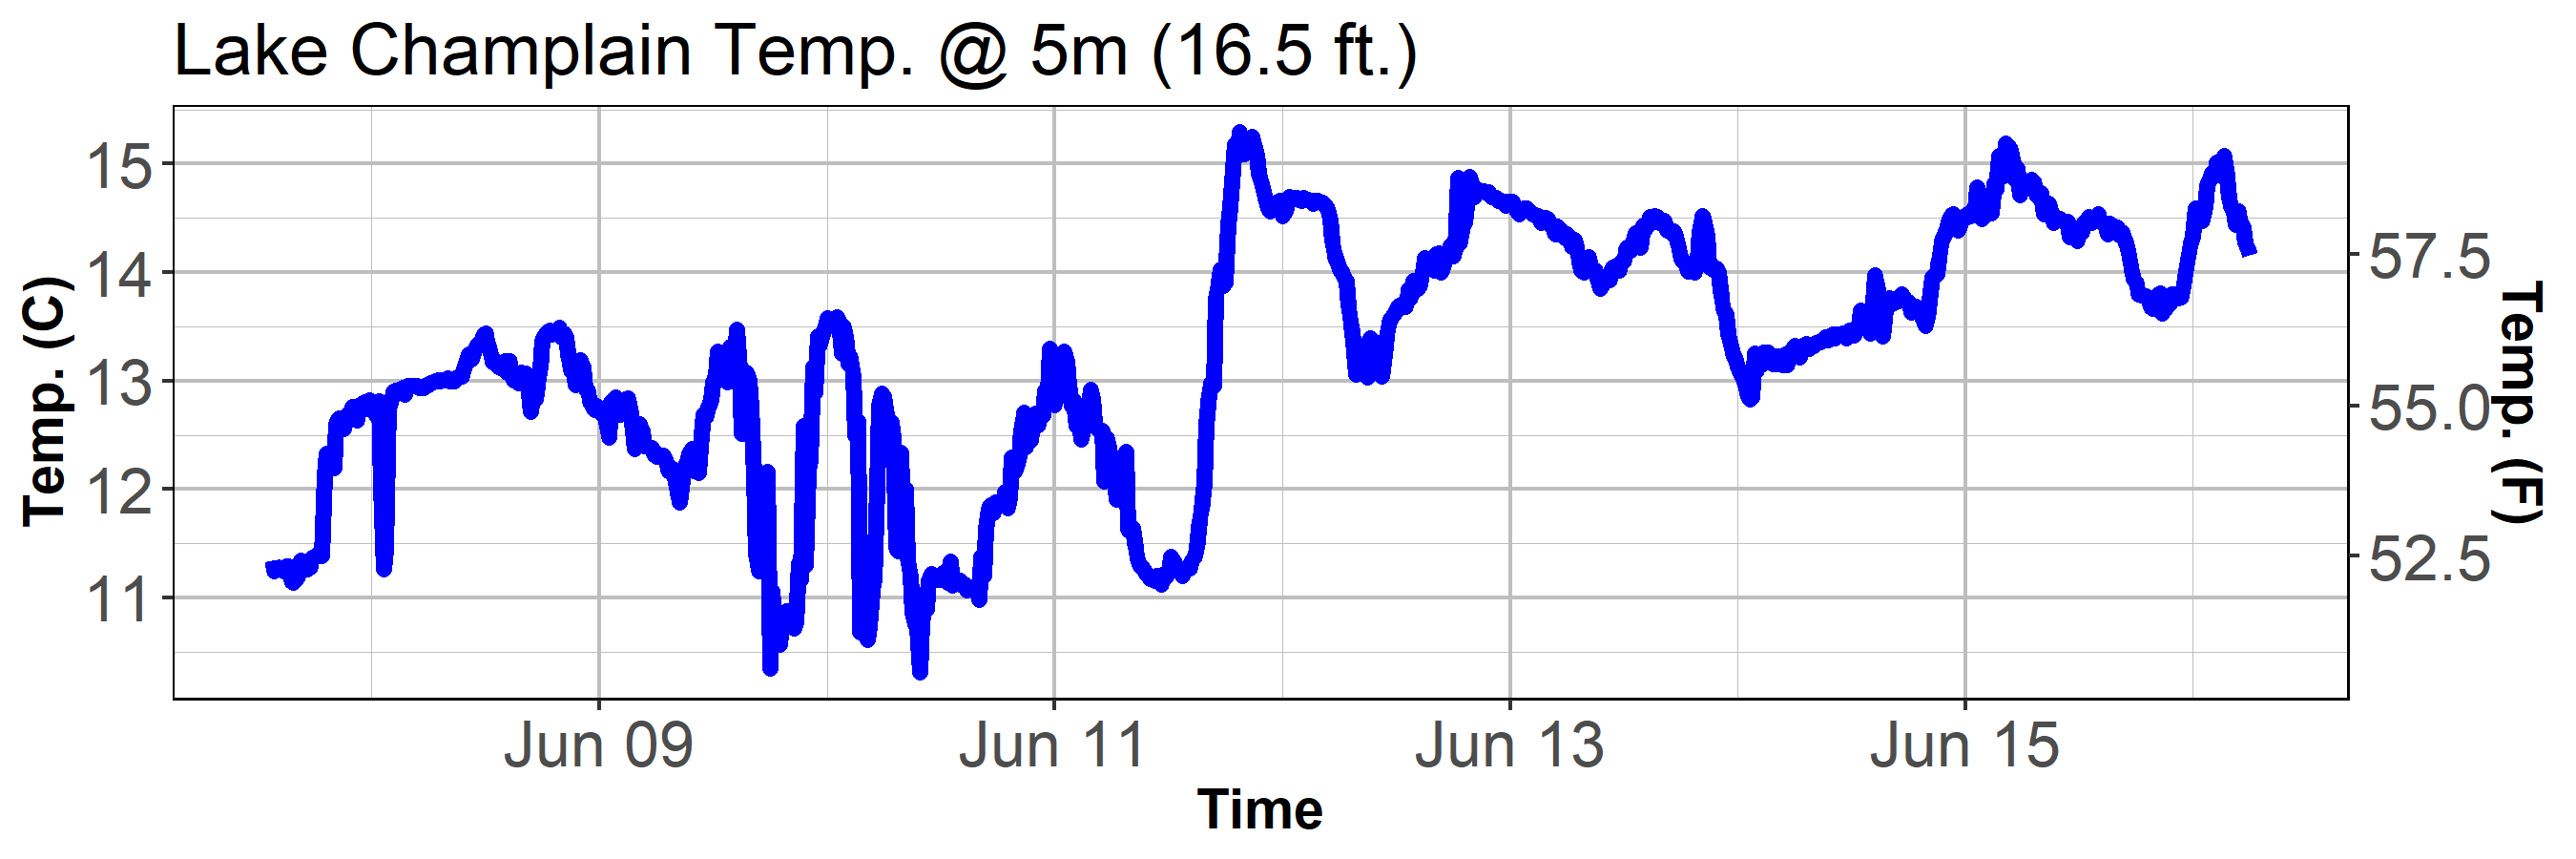 Lake Champlain Temp. @ 5m (16.5 ft.)
Temp. (C)
15
14
13
12
11
57.5
55.0
52.5
Temp. (F)
Jun 09
Jun 11
Jun 13
Jun 15
Time